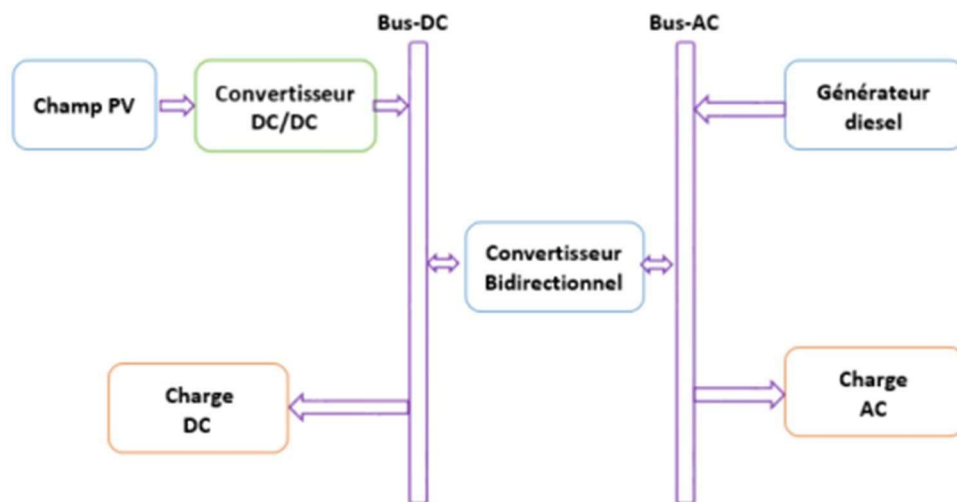 Bus-DC
Bus-AC
Champ PV
Convertisseur
DC/DC
Générateur
diesel
Convertisseur
Bidirectionnel
Charge
DC
Charge
AC